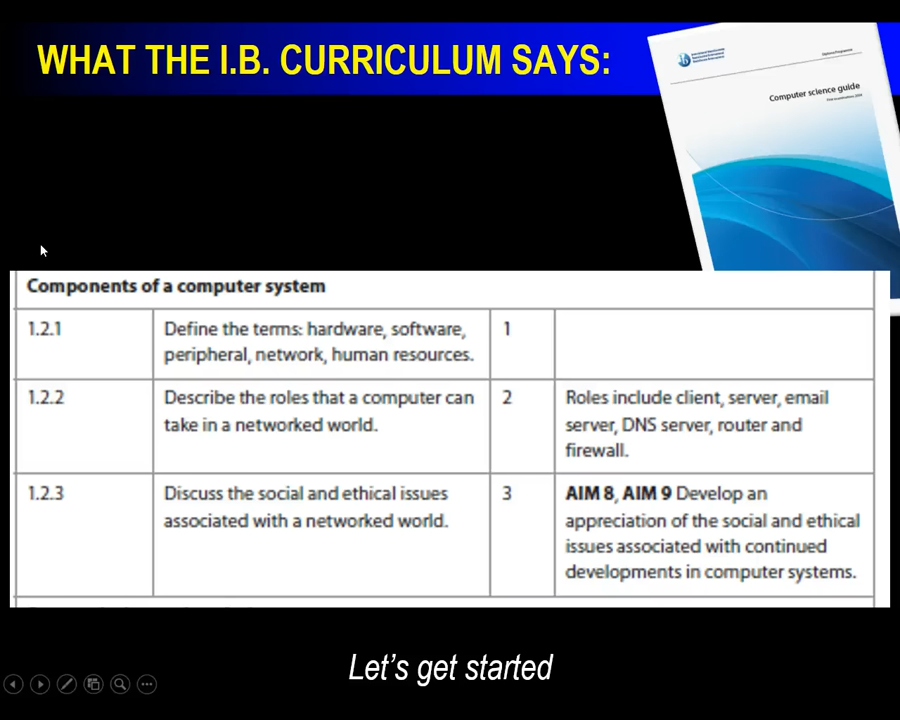 WHAT THE I.B. CURRICULUM SAYS:
Computer science guide
Components of a computer system
1.2.1
Define the terms: hardware, software,
peripheral, network, human resources.
1
1.2.2
Describe the roles that a computer can
take in a networked world.
2
Roles include client, server, email
server, DNS server, router and
firewall.
1.2.3
Discuss the social and ethical issues
associated with a networked world.
3
AIM 8, AIM 9 Develop an
appreciation of the social and ethical
issues associated with continued
developments in computer systems.
Let's get started